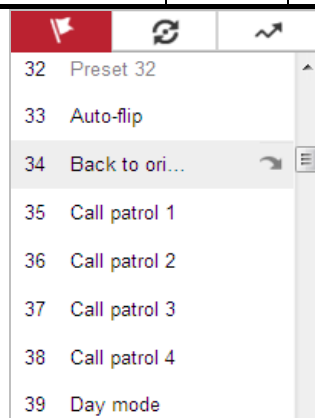 32 Preset 32
33 Auto-flip
34 Back to ori...
35 Call patrol 1
36 Call patrol 2
37 Call patrol 3
38 Call patrol 4
39 Day mode